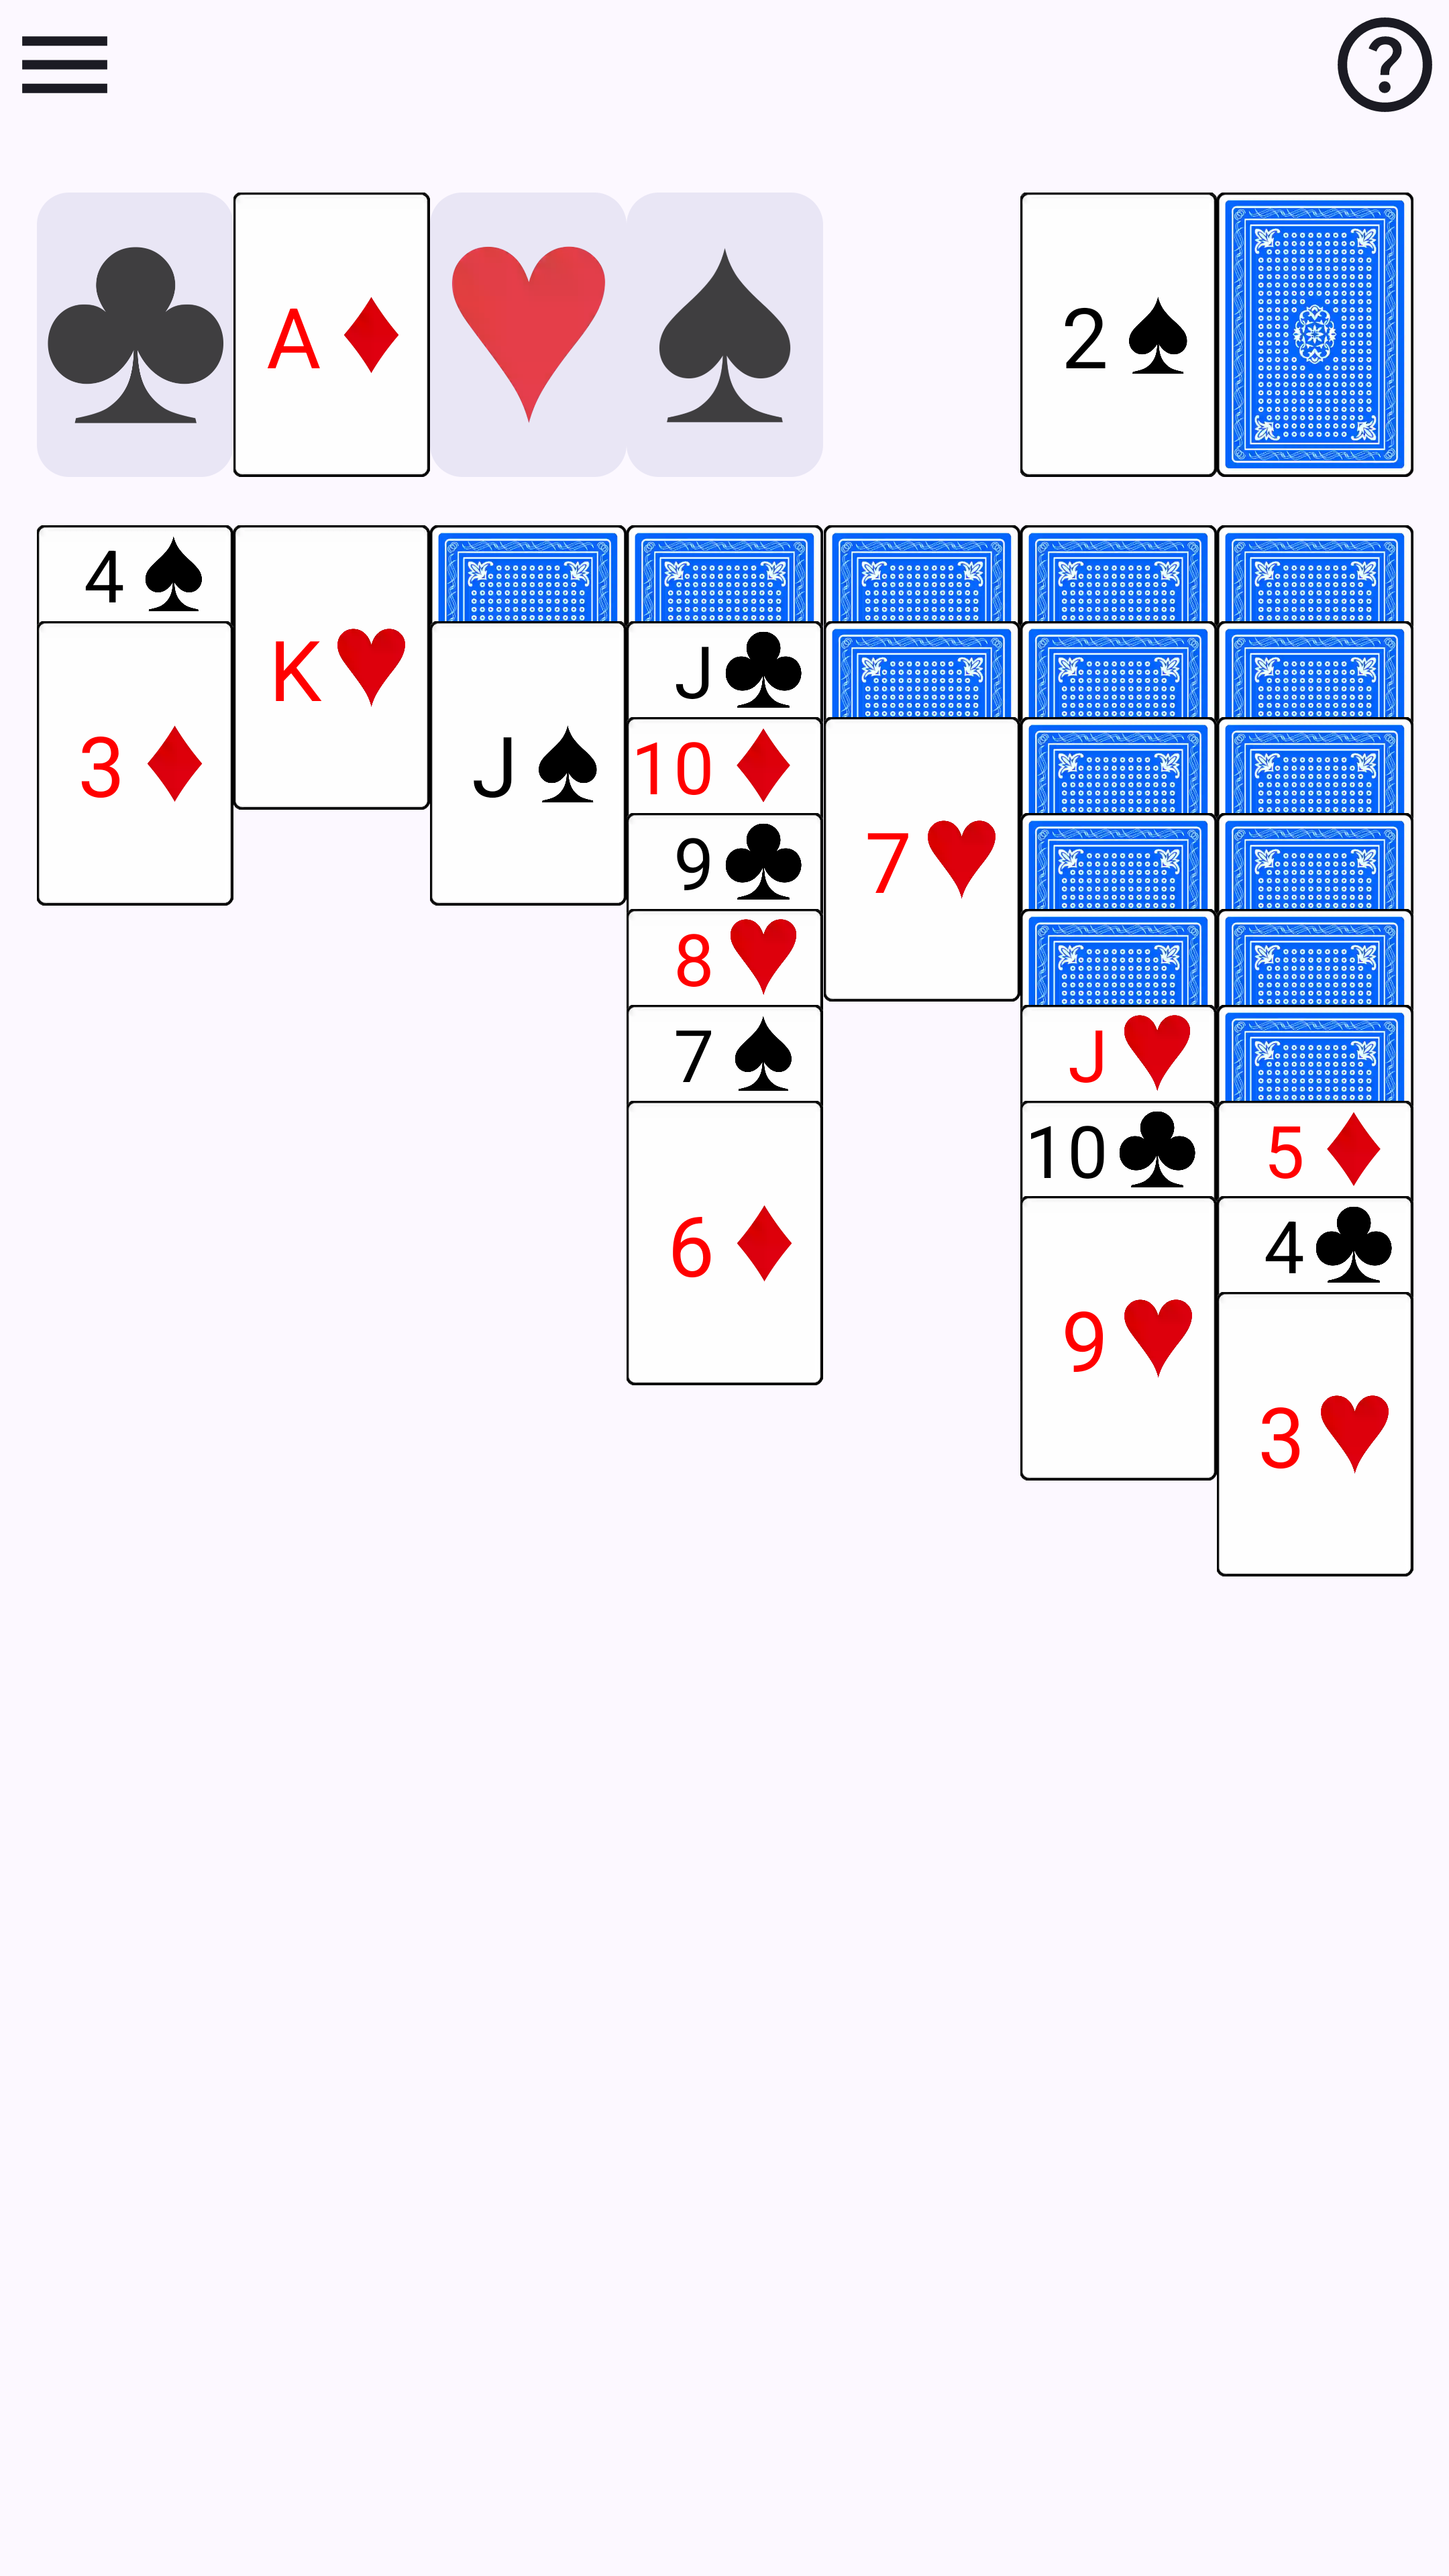 ?
A♦ 2♠
4♠ K♥
3♦ J♠ J♣
10♦
7♥
9♣
8♥
7♠ J♥
10♣ 5♦
6♦ 4♣
9♥
3♥